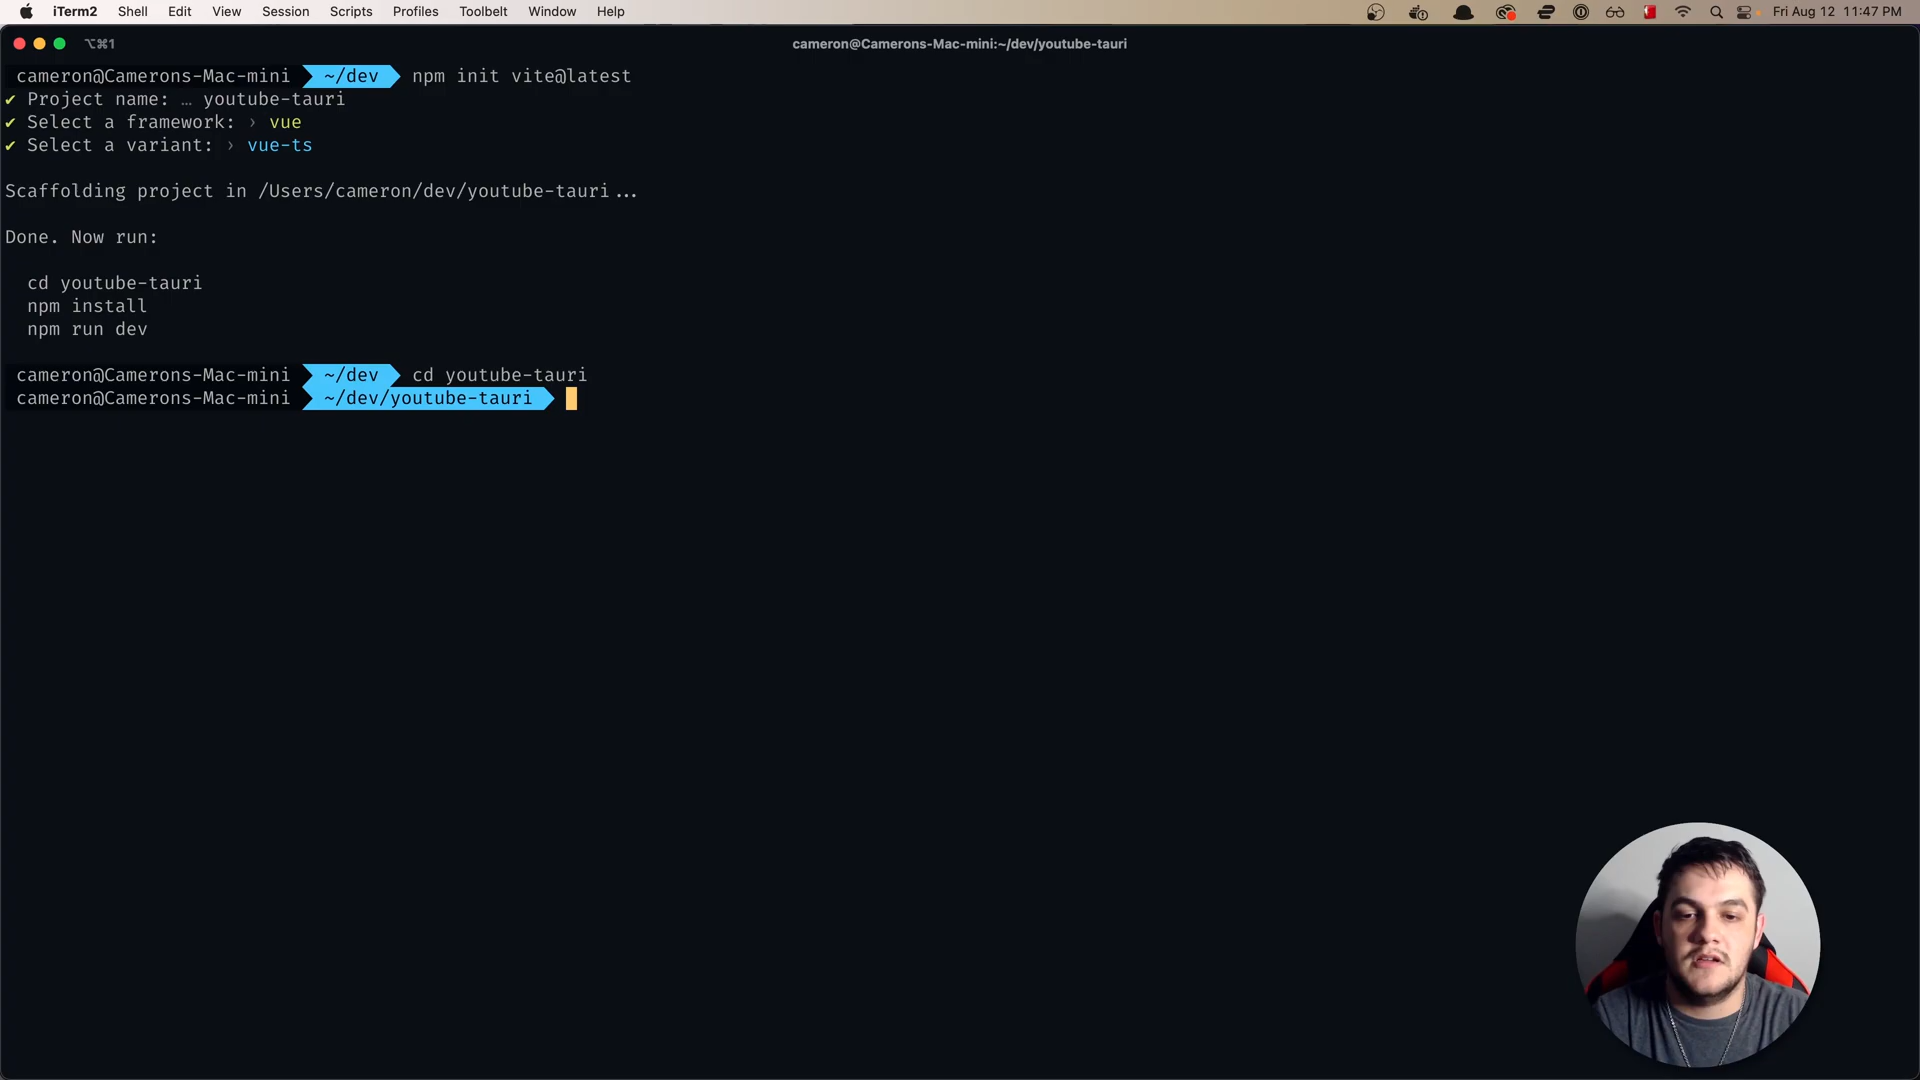 iTerm2 Shell Edit View Session Scripts Profiles Toolbelt Window Help Fri Aug 12 11:47 PM
⌥⌘1 cameron@Camerons-Mac-mini:~/dev/youtube-tauri
cameron@Camerons-Mac-mini ~/dev npm init vite@latest
✔ Project name: … youtube-tauri
✔ Select a framework: › vue
✔ Select a variant: › vue-ts
Scaffolding project in /Users/cameron/dev/youtube-tauri...
Done. Now run:
cd youtube-tauri
npm install
npm run dev
cameron@Camerons-Mac-mini ~/dev cd youtube-tauri
cameron@Camerons-Mac-mini ~/dev/youtube-tauri